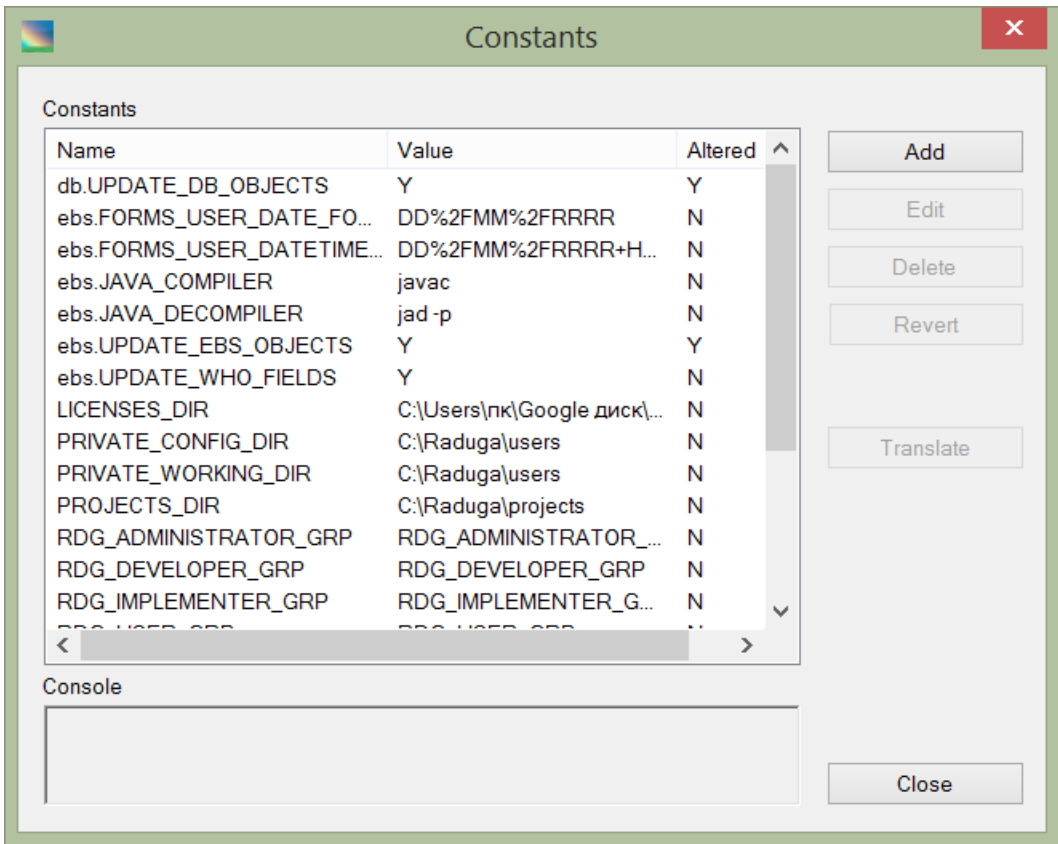 Constants
Constants
Name Value Altered
db.UPDATE_DB_OBJECTS Y Y
ebs.FORMS_USER_DATE_FO... DD%2FMM%2FRRRR N
ebs.FORMS_USER_DATETIME... DD%2FMM%2FRRRR+H... N
ebs.JAVA_COMPILER javac N
ebs.JAVA_DECOMPILER jad -p N
ebs.UPDATE_EBS_OBJECTS Y Y
ebs.UPDATE_WHO_FIELDS Y N
LICENSES_DIR C:\Users\пк\Google диск\... N
PRIVATE_CONFIG_DIR C:\Raduga\users N
PRIVATE_WORKING_DIR C:\Raduga\users N
PROJECTS_DIR C:\Raduga\projects N
RDG_ADMINISTRATOR_GRP RDG_ADMINISTRATOR_... N
RDG_DEVELOPER_GRP RDG_DEVELOPER_GRP N
RDG_IMPLEMENTER_GRP RDG_IMPLEMENTER_G... N
Add
Edit
Delete
Revert
Translate
Console
Close